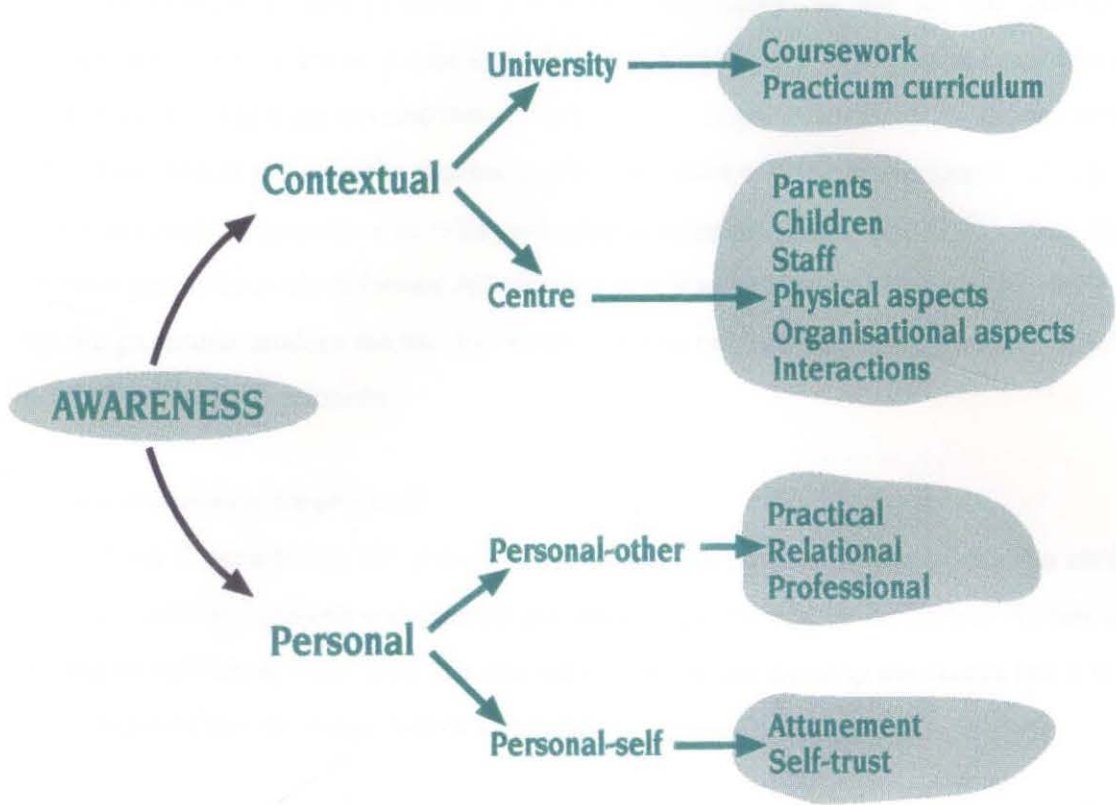 University
Coursework
Practicum curriculum
Contextual
Parents
Children
Staff
Centre
Physical aspects
Organisational aspects
Interactions
AWARENESS
Personal-other
Practical
Relational
Professional
Personal
Personal-self
Attunement
Self-trust